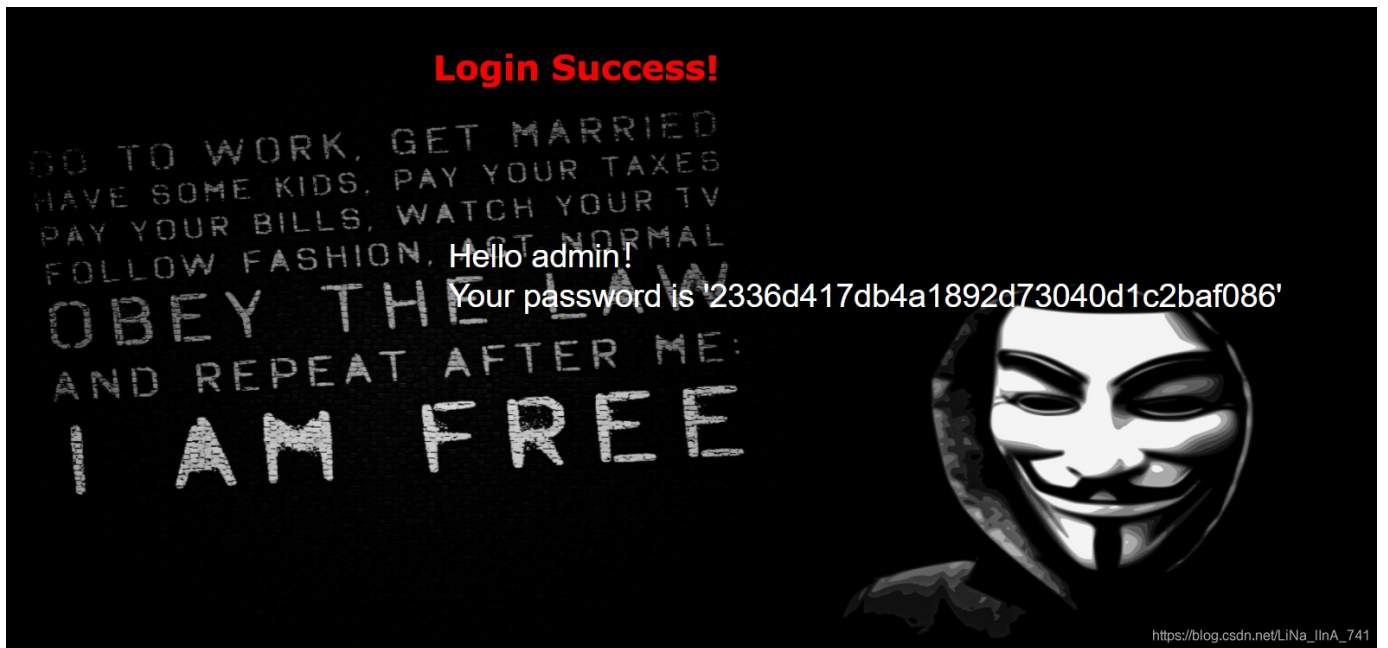 Login Success!
GO TO WORK, GET MARRIED
HAVE SOME KIDS, PAY YOUR TAXES
PAY YOUR BILLS, WATCH YOUR TV
FOLLOW FASHION, ACT NORMAL
OBEY THE LAW
AND REPEAT AFTER ME:
I AM FREE
Hello admin!
Your password is '2336d417db4a1892d73040d1c2baf086'
https://blog.csdn.net/LiNa_lInA_741